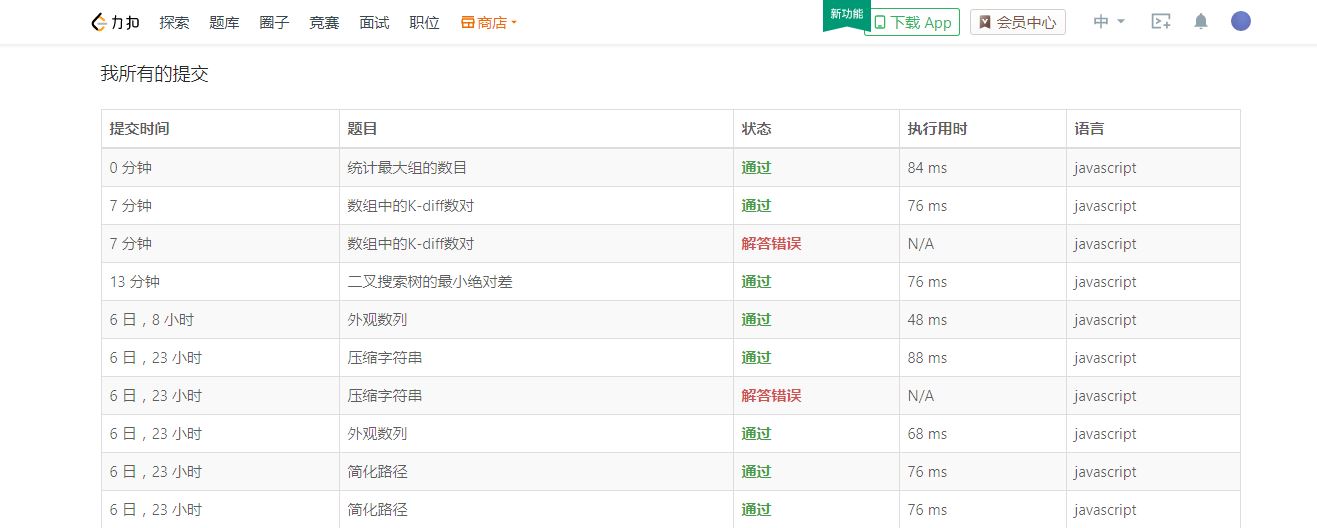 力扣 探索 题库 圈子 竞赛 面试 职位 商店 新功能 下载 App 会员中心 中
我所有的提交
提交时间 题目 状态 执行用时 语言
0 分钟 统计最大组的数目 通过 84 ms javascript
7 分钟 数组中的K-diff数对 通过 76 ms javascript
7 分钟 数组中的K-diff数对 解答错误 N/A javascript
13 分钟 二叉搜索树的最小绝对差 通过 76 ms javascript
6 日，8 小时 外观数列 通过 48 ms javascript
6 日，23 小时 压缩字符串 通过 88 ms javascript
6 日，23 小时 压缩字符串 解答错误 N/A javascript
6 日，23 小时 外观数列 通过 68 ms javascript
6 日，23 小时 简化路径 通过 76 ms javascript
6 日，23 小时 简化路径 通过 76 ms javascript